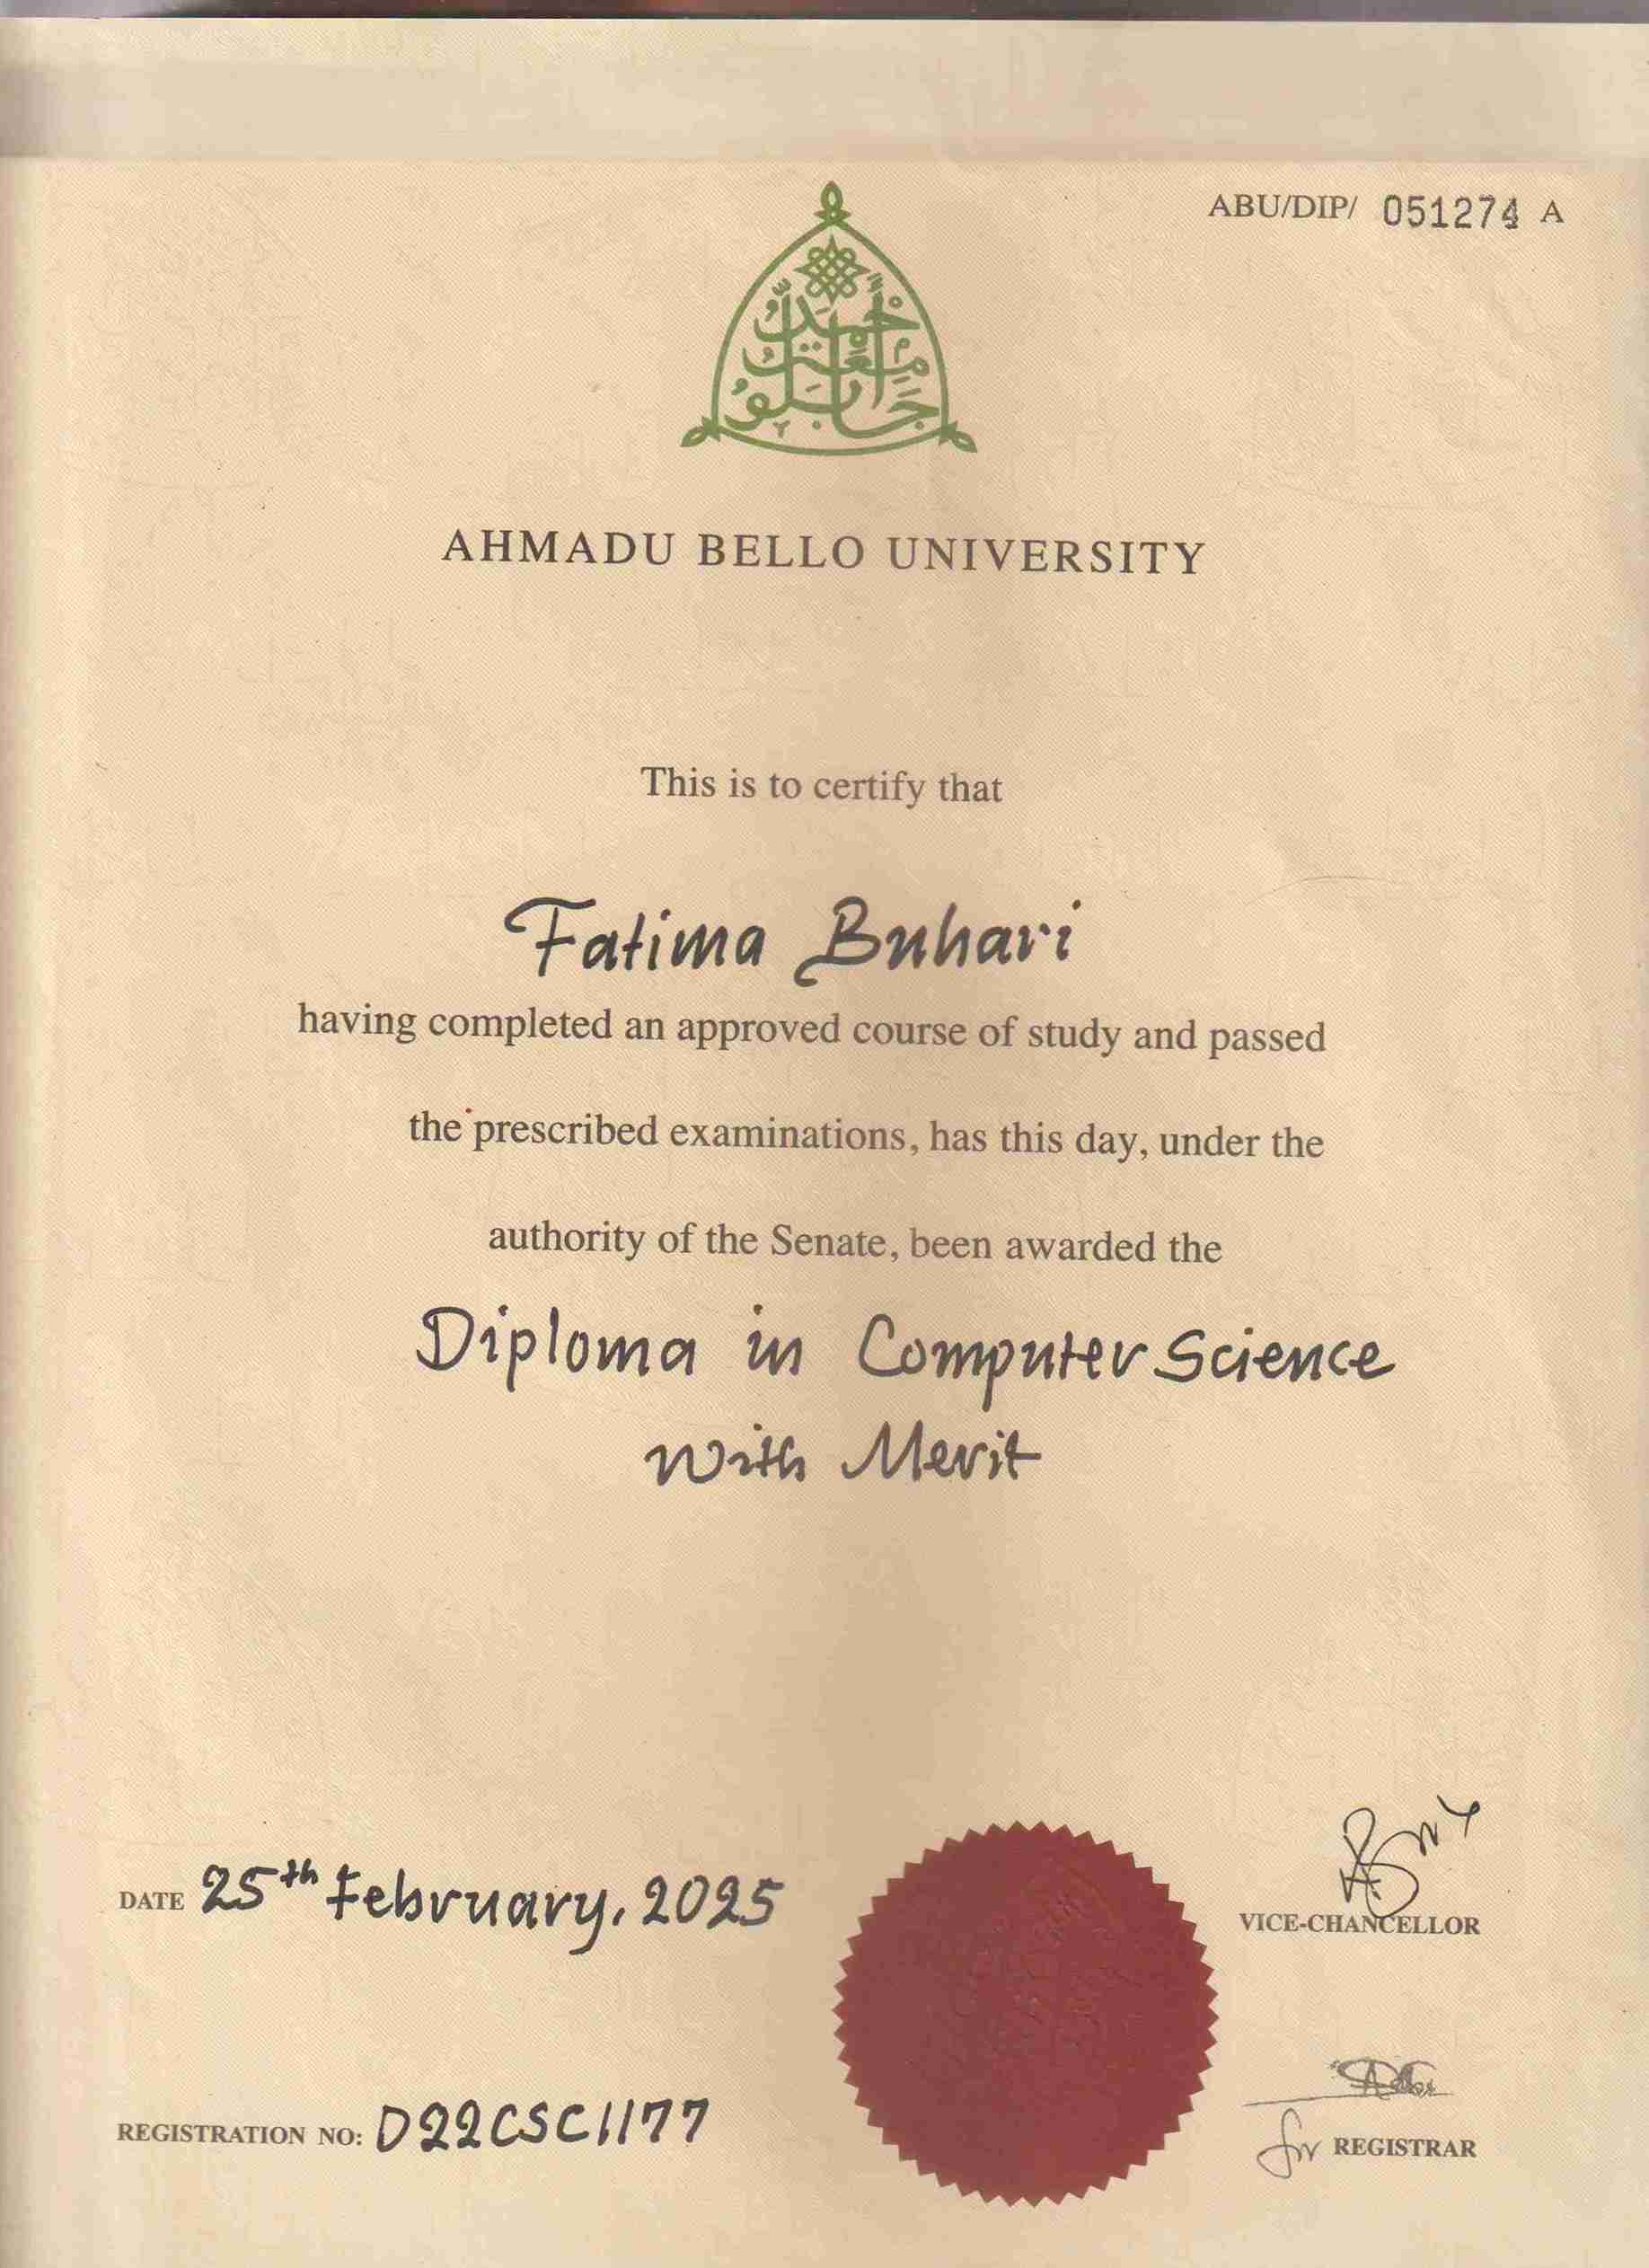 ABU/DIP/ 051274 A
AHMADU BELLO UNIVERSITY
This is to certify that
Fatima Buhari
having completed an approved course of study and passed
the prescribed examinations, has this day, under the
authority of the Senate, been awarded the
Diploma in Computer Science
With Merit
DATE 25th February, 2025
VICE-CHANCELLOR
REGISTRATION NO: D22CSC1177
for REGISTRAR